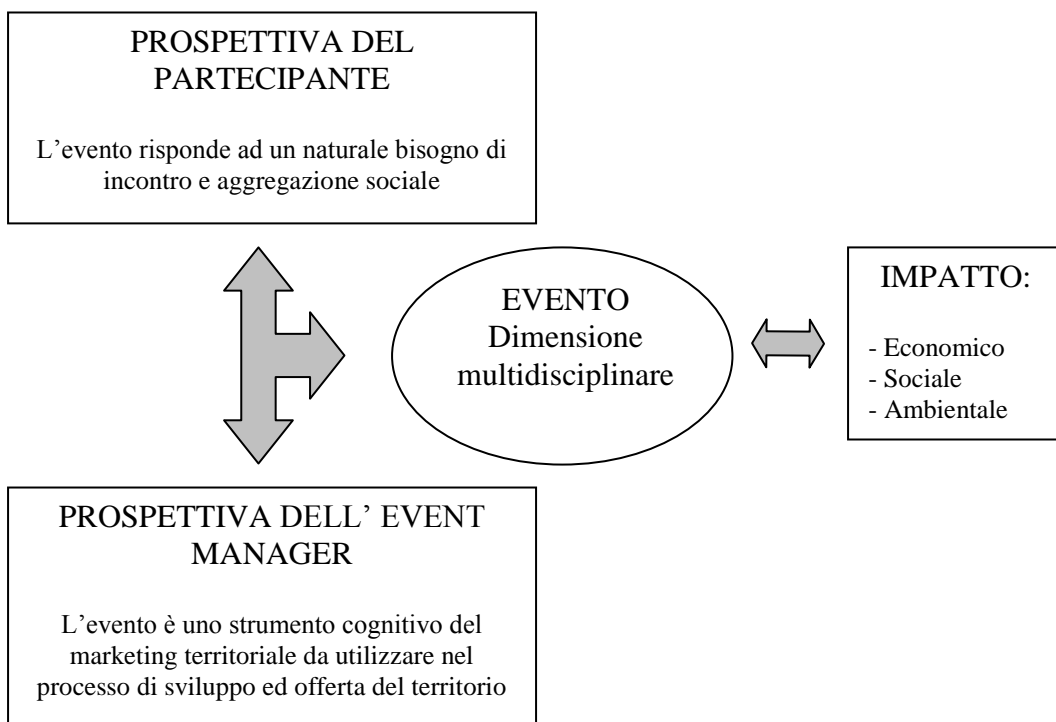 PROSPETTIVA DEL
PARTECIPANTE
L’evento risponde ad un naturale bisogno di
incontro e aggregazione sociale
EVENTO
Dimensione
multidisciplinare
IMPATTO:
- Economico
- Sociale
- Ambientale
PROSPETTIVA DELL’ EVENT
MANAGER
L’evento è uno strumento cognitivo del
marketing territoriale da utilizzare nel
processo di sviluppo ed offerta del territorio